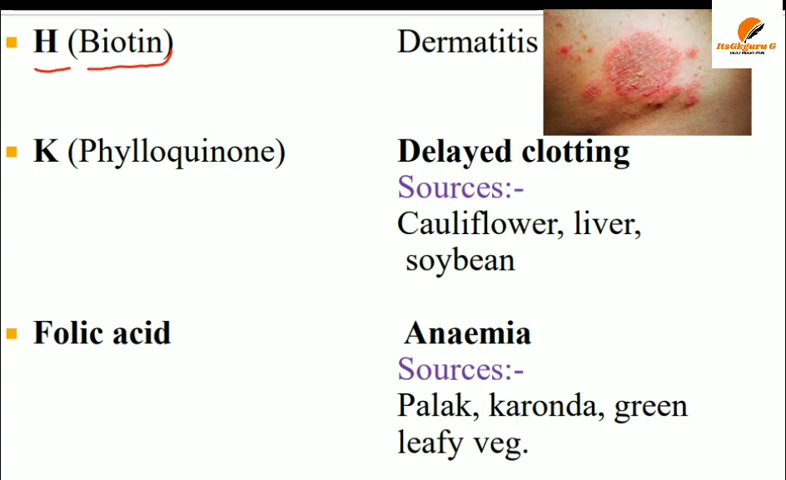 H (Biotin)
Dermatitis
ItsGkguru G
K (Phylloquinone)
Delayed clotting
Sources:-
Cauliflower, liver,
soybean
Folic acid
Anaemia
Sources:-
Palak, karonda, green
leafy veg.